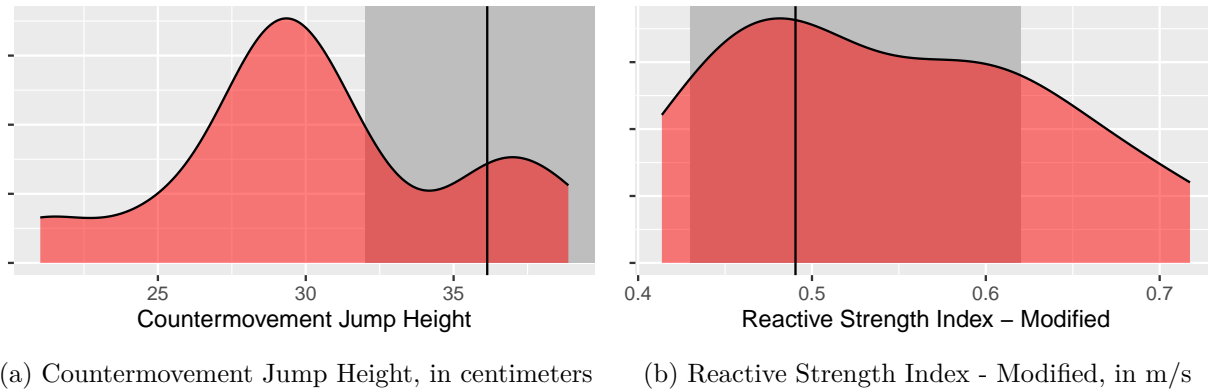 25 30 35
Countermovement Jump Height
(a) Countermovement Jump Height, in centimeters
0.4 0.5 0.6 0.7
Reactive Strength Index – Modified
(b) Reactive Strength Index - Modified, in m/s